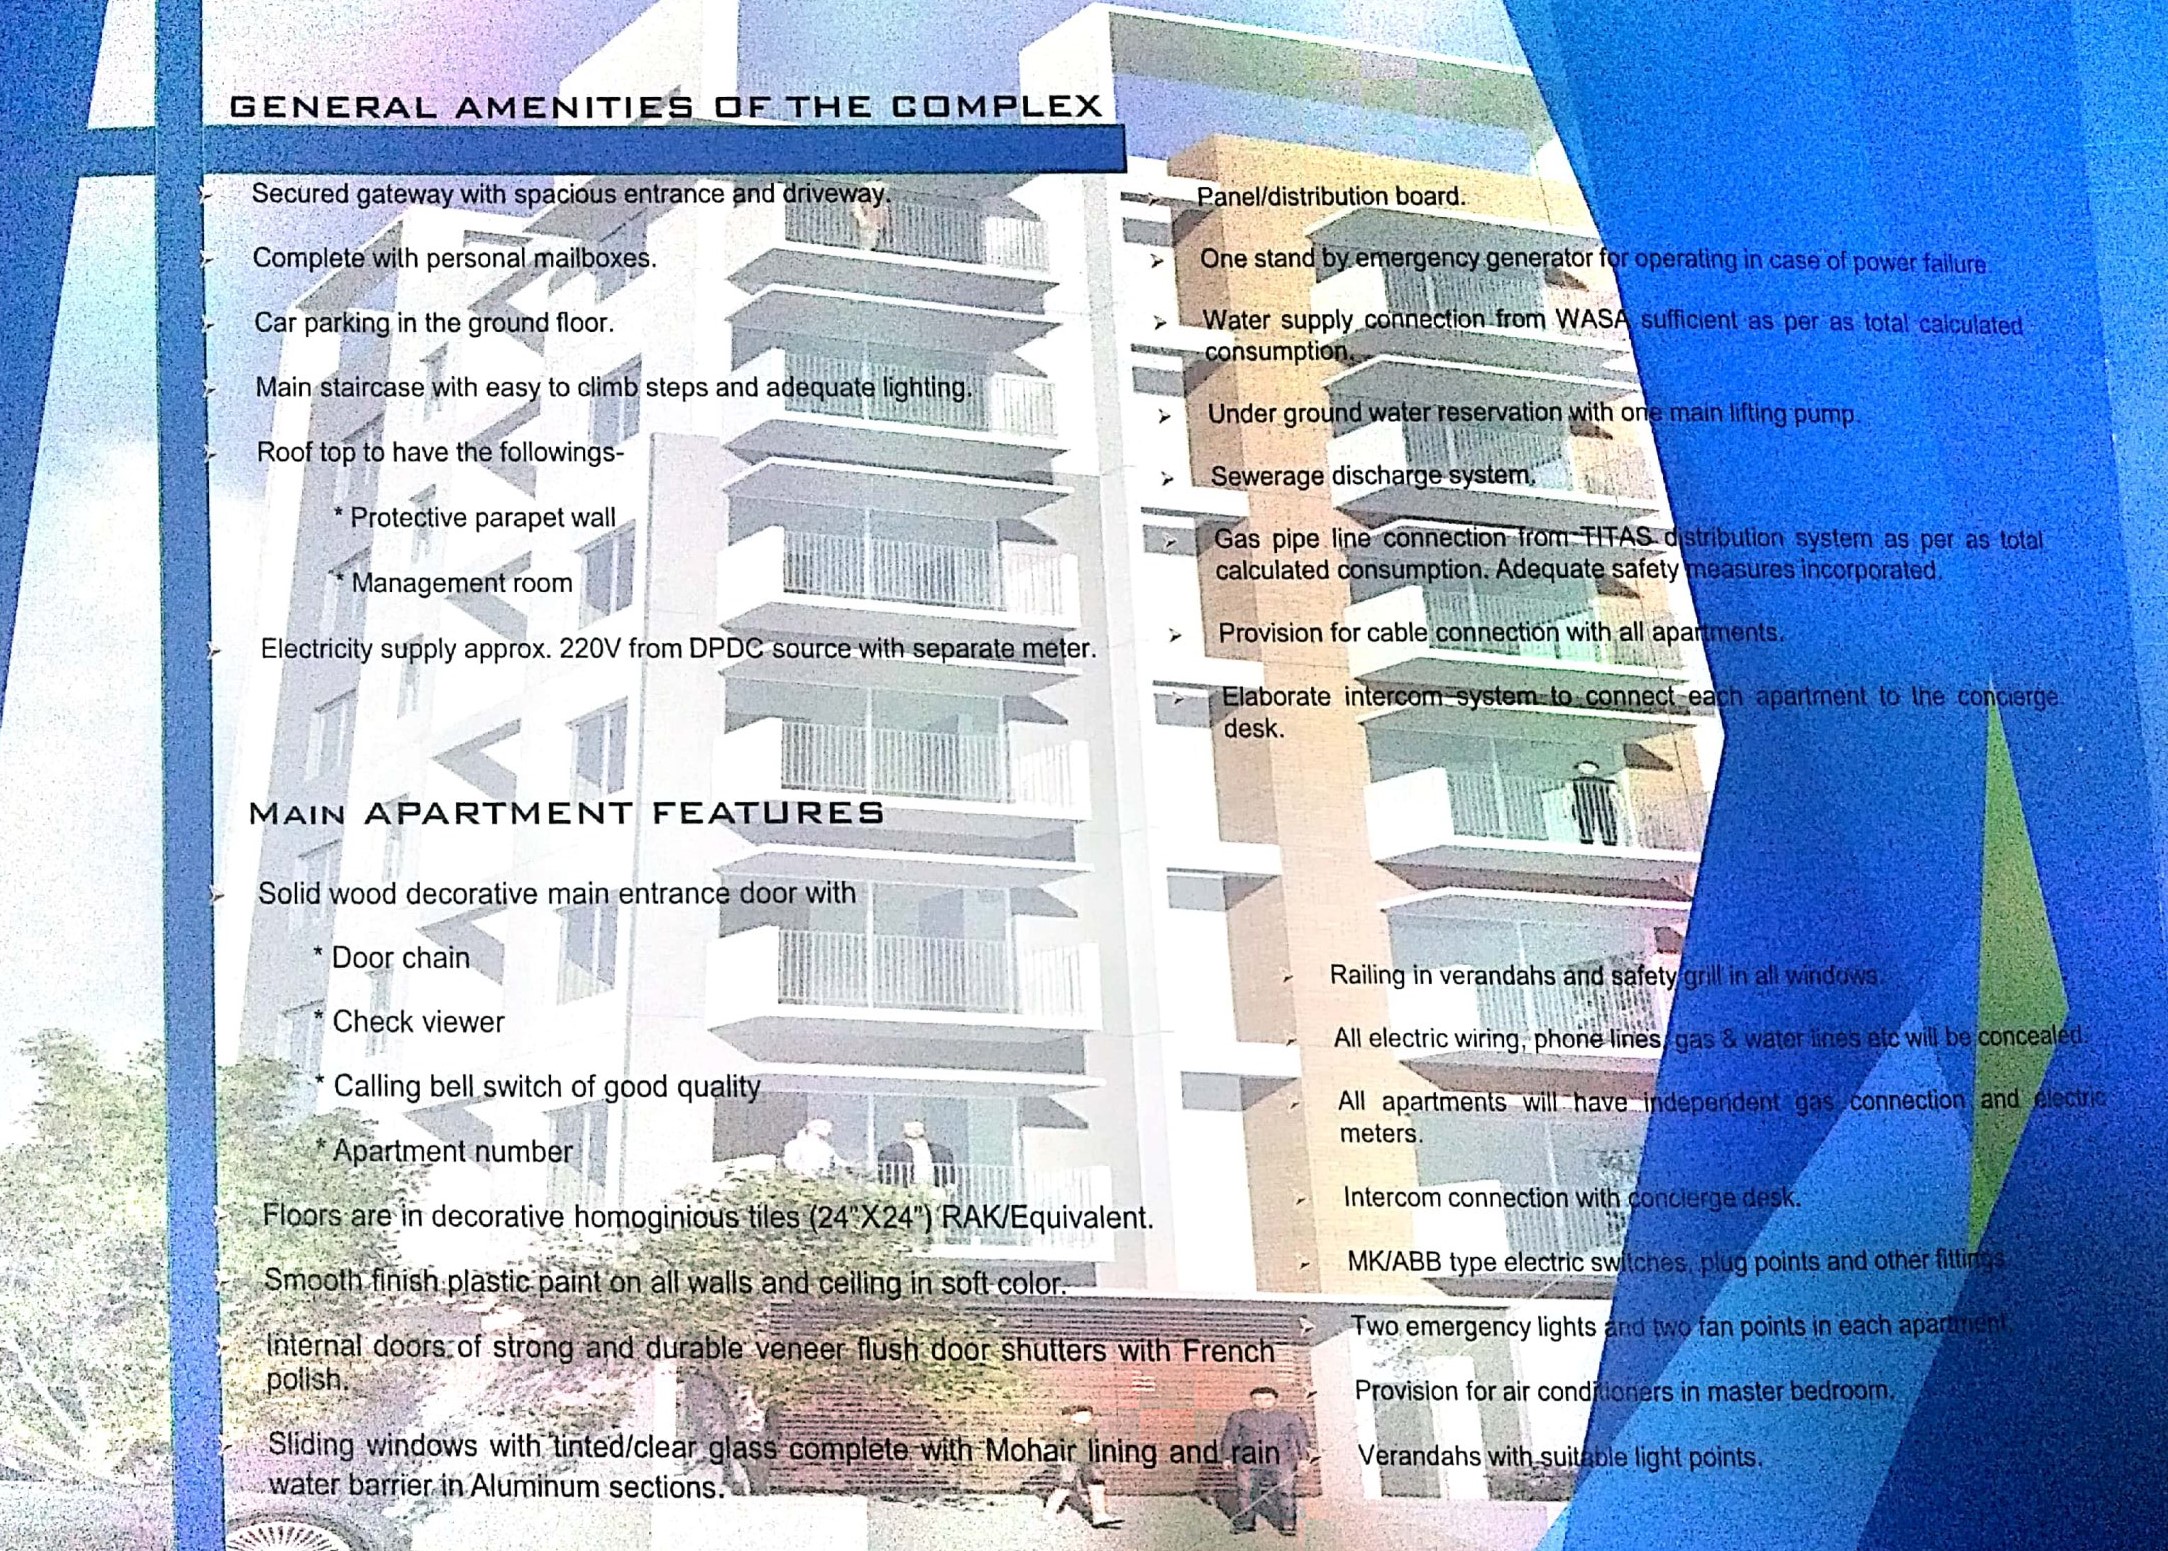 GENERAL AMENITIES OF THE COMPLEX
Secured gateway with spacious entrance and driveway.
Complete with personal mailboxes.
Car parking in the ground floor.
Main staircase with easy to climb steps and adequate lighting.
Roof top to have the followings-
* Protective parapet wall
* Management room
Electricity supply approx. 220V from DPDC source with separate meter.
Panel/distribution board.
One stand by emergency generator for operating in case of power failure.
Water supply connection from WASA sufficient as per as total calculated
consumption.
Under ground water reservation with one main lifting pump.
Sewerage discharge system.
Gas pipe line connection from TITAS distribution system as per as total
calculated consumption. Adequate safety measures incorporated.
Provision for cable connection with all apartments.
Elaborate intercom system to connect each apartment to the concierge
desk.
MAIN APARTMENT FEATURES
Solid wood decorative main entrance door with
* Door chain
* Check viewer
* Calling bell switch of good quality
* Apartment number
Floors are in decorative homoginious tiles (24"X24") RAK/Equivalent.
Smooth finish plastic paint on all walls and ceiling in soft color.
Internal doors of strong and durable veneer flush door shutters with French
polish.
Sliding windows with tinted/clear glass complete with Mohair lining and rain
water barrier in Aluminum sections.
Railing in verandahs and safety grill in all windows.
All electric wiring, phone lines, gas & water lines etc will be concealed.
All apartments will have independent gas connection and electric
meters.
Intercom connection with concierge desk.
MK/ABB type electric switches, plug points and other fittings
Two emergency lights and two fan points in each apartment
Provision for air conditioners in master bedroom.
Verandahs with suitable light points.